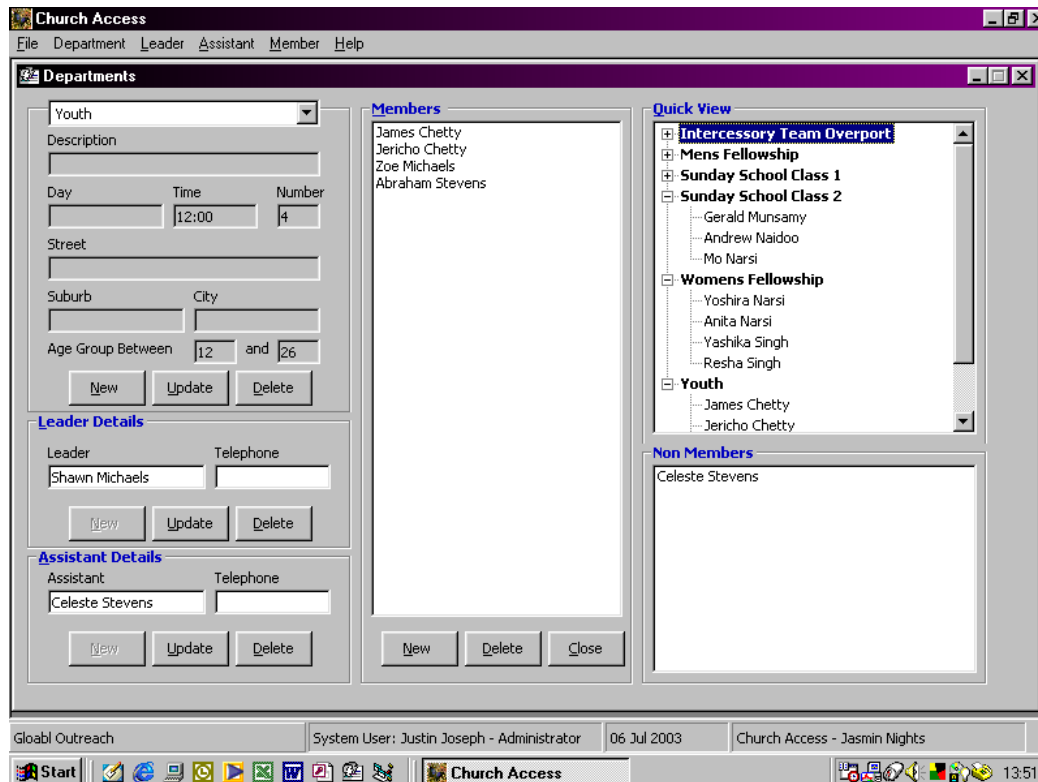 Church Access
File Department Leader Assistant Member Help
Departments
Youth
Description
Day Time Number
12:00 4
Street
Suburb City
Age Group Between 12 and 26
New Update Delete
Leader Details
Leader Telephone
Shawn Michaels
New Update Delete
Assistant Details
Assistant Telephone
Celeste Stevens
New Update Delete
Members
James Chetty
Jericho Chetty
Zoe Michaels
Abraham Stevens
New Delete Close
Quick View
Intercessory Team Overport
Mens Fellowship
Sunday School Class 1
Sunday School Class 2
Gerald Munsamy
Andrew Naidoo
Mo Narsi
Womens Fellowship
Yoshira Narsi
Anita Narsi
Yashika Singh
Resha Singh
Youth
James Chetty
Jericho Chetty
Non Members
Celeste Stevens
Gloabl Outreach System User: Justin Joseph - Administrator 06 Jul 2003 Church Access - Jasmin Nights
Start Church Access 13:51